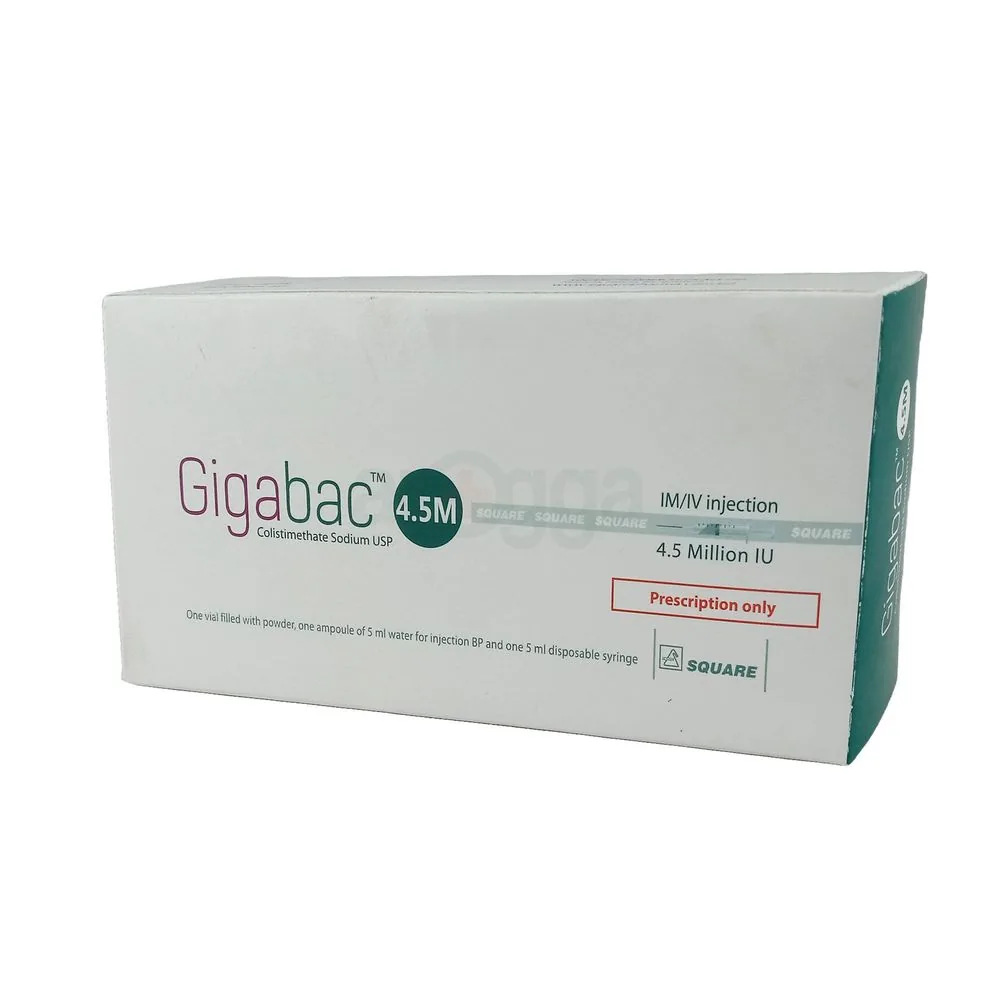 Gigabac™ 4.5M
Colistimethate Sodium USP
SQUARE SQUARE SQUARE SQUARE
IM/IV injection
4.5 Million IU
Prescription only
One vial filled with powder, one ampoule of 5 ml water for injection BP and one 5 ml disposable syringe
SQUARE
Gigabac™ 4.5M